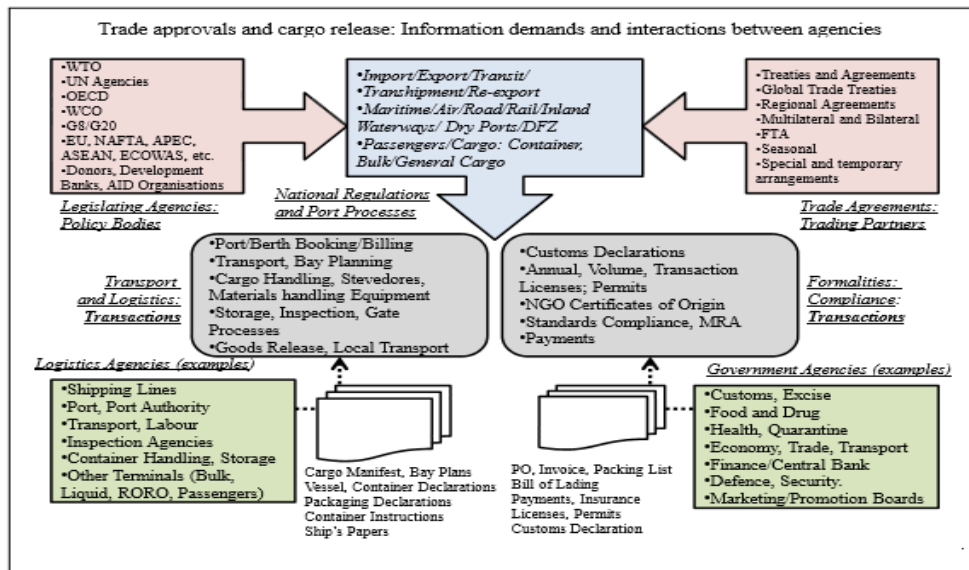 Trade approvals and cargo release: Information demands and interactions between agencies
•WTO
•UN Agencies
•OECD
•WCO
•G8/G20
•EU, NAFTA, APEC,
ASEAN, ECOWAS, etc.
•Donors, Development
Banks, AID Organisations
Legislating Agencies:
Policy Bodies
•Import/Export/Transit/
•Transhipment/Re-export
•Maritime/Air/Road/Rail/Inland
Waterways/ Dry Ports/DFZ
•Passengers/Cargo: Container,
Bulk/General Cargo
National Regulations
and Port Processes
•Treaties and Agreements
•Global Trade Treaties
•Regional Agreements
•Multilateral and Bilateral
•FTA
•Seasonal
•Special and temporary
arrangements
Trade Agreements:
Trading Partners
Transport
and Logistics:
Transactions
•Port/Berth Booking/Billing
•Transport, Bay Planning
•Cargo Handling, Stevedores,
Materials handling Equipment
•Storage, Inspection, Gate
Processes
•Goods Release, Local Transport
•Customs Declarations
•Annual, Volume, Transaction
Licenses; Permits
•NGO Certificates of Origin
•Standards Compliance, MRA
•Payments
Formalities:
Compliance:
Transactions
Logistics Agencies (examples)
•Shipping Lines
•Port, Port Authority
•Transport, Labour
•Inspection Agencies
•Container Handling, Storage
•Other Terminals (Bulk,
Liquid, RORO, Passengers)
Cargo Manifest, Bay Plans
Vessel, Container Declarations
Packaging Declarations
Container Instructions
Ship's Papers
PO, Invoice, Packing List
Bill of Lading
Payments, Insurance
Licenses, Permits
Customs Declaration
Government Agencies (examples)
•Customs, Excise
•Food and Drug
•Health, Quarantine
•Economy, Trade, Transport
•Finance/Central Bank
•Defence, Security.
•Marketing/Promotion Boards